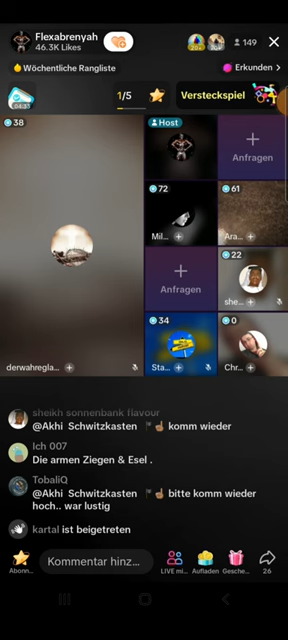 Flexabrenyah
46.3K Likes
149
Wöchentliche Rangliste
Erkunden
04:33
1/5
Versteckspiel
38
Host
Anfragen
72
61
Mil...
Ara...
22
Anfragen
she...
34
0
derwahregla...
Sta...
Chr...
sheikh sonnenbank flavour
@Akhi Schwitzkasten 🏴☝🏽 komm wieder
Ich 007
Die armen Ziegen & Esel .
TobaliQ
@Akhi Schwitzkasten 🏴☝🏽 bitte komm wieder
hoch.. war lustig
kartal ist beigetreten
Kommentar hinz...
Abonn...
LIVE mi...
Aufladen
Gesche...
26